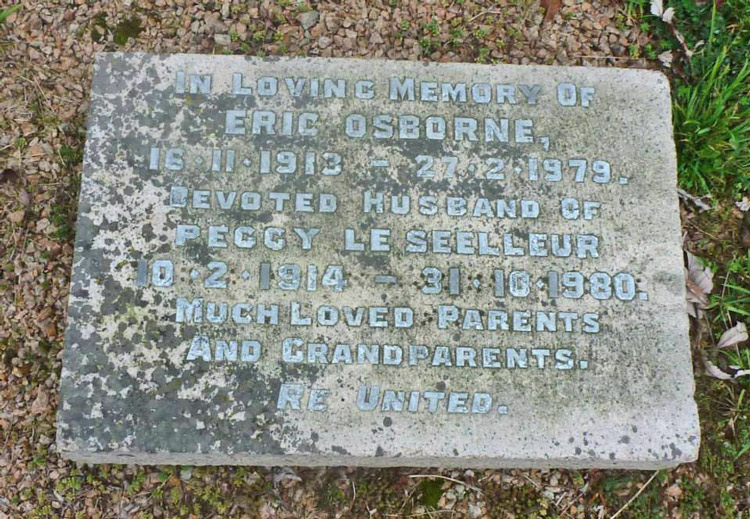 In Loving Memory of
ERIC OSBORNE,
16·11·1913 – 27·2·1979.
Devoted Husband of
PEGGY LE SEELLEUR
10·2·1914 – 31·10·1980.
Much Loved Parents
And Grandparents.
Re United.